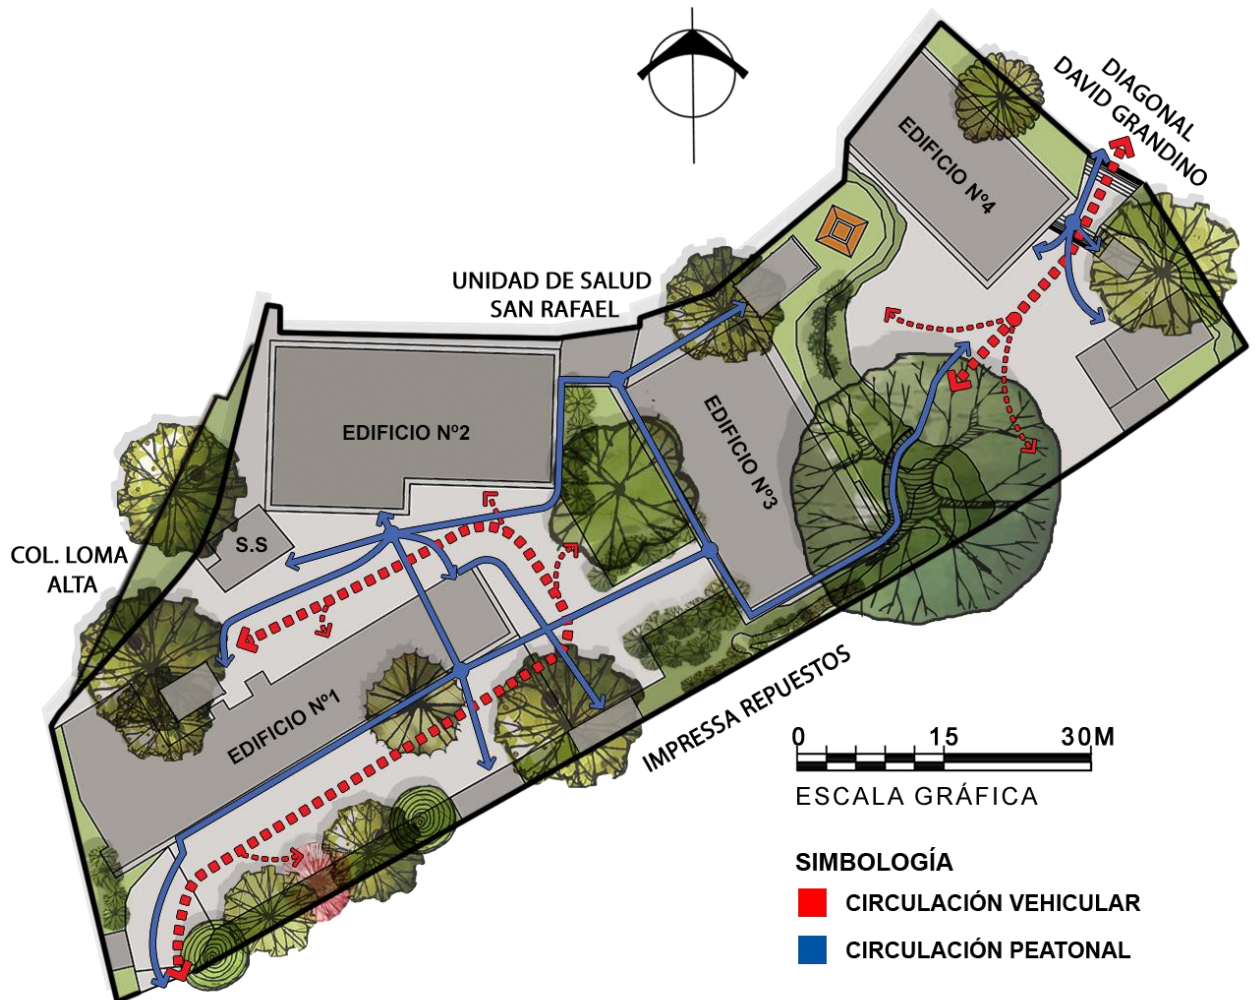 DIAGONAL
DAVID GRANDINO
EDIFICIO Nº4
UNIDAD DE SALUD
SAN RAFAEL
EDIFICIO Nº2
EDIFICIO Nº3
S.S
COL. LOMA
ALTA
EDIFICIO Nº1
IMPRESSA REPUESTOS
0 15 30 M
ESCALA GRÁFICA
SIMBOLOGÍA
CIRCULACIÓN VEHICULAR
CIRCULACIÓN PEATONAL